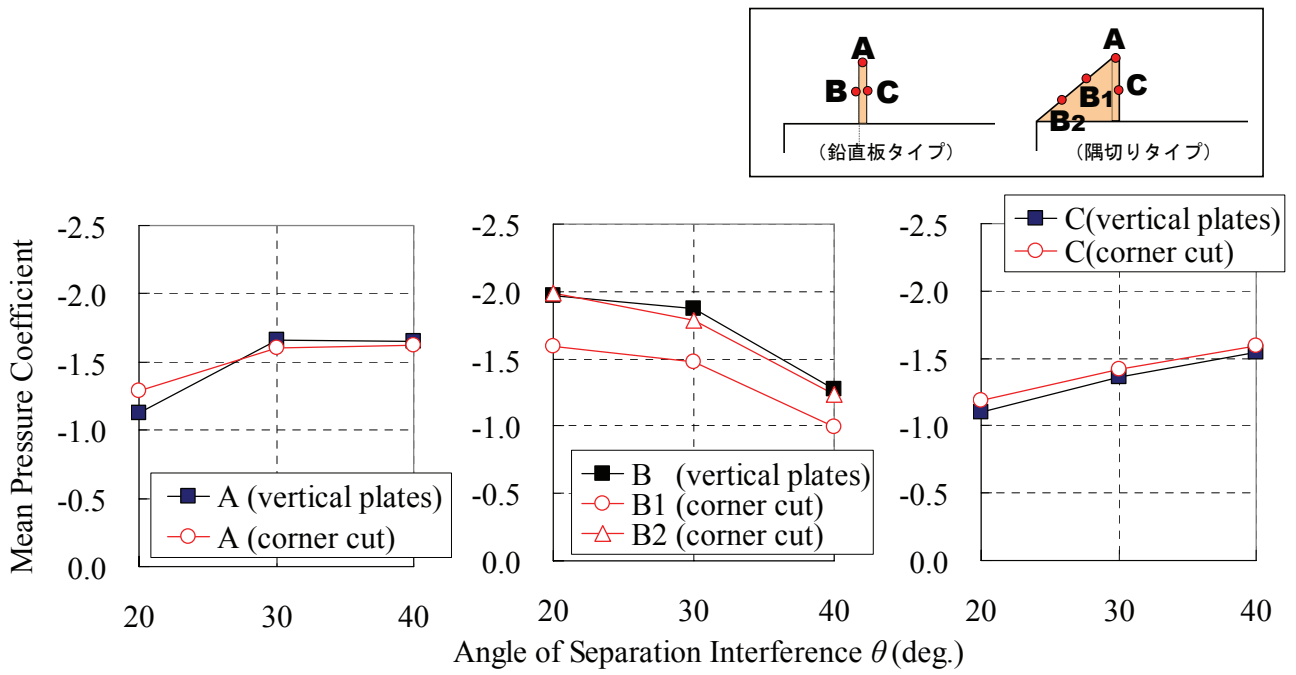 A
B
C
(鉛直板タイプ)
A
B1
B2
C
(隅切りタイプ)
Mean Pressure Coefficient
-2.5
-2.0
-1.5
-1.0
-0.5
0.0
20 30 40
A (vertical plates)
A (corner cut)
-2.5
-2.0
-1.5
-1.0
-0.5
0.0
20 30 40
B (vertical plates)
B1 (corner cut)
B2 (corner cut)
-2.5
-2.0
-1.5
-1.0
-0.5
0.0
20 30 40
C(vertical plates)
C(corner cut)
Angle of Separation Interference θ (deg.)